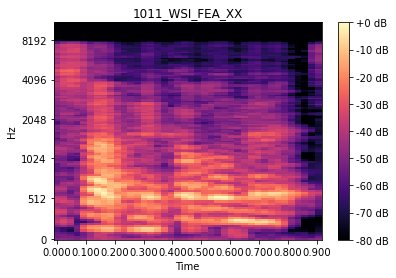 1011_WSI_FEA_XX
8192
4096
2048
1024
512
0
Hz
0.000 0.100 0.200 0.300 0.400 0.500 0.600 0.700 0.800 0.900
Time
+0 dB
-10 dB
-20 dB
-30 dB
-40 dB
-50 dB
-60 dB
-70 dB
-80 dB